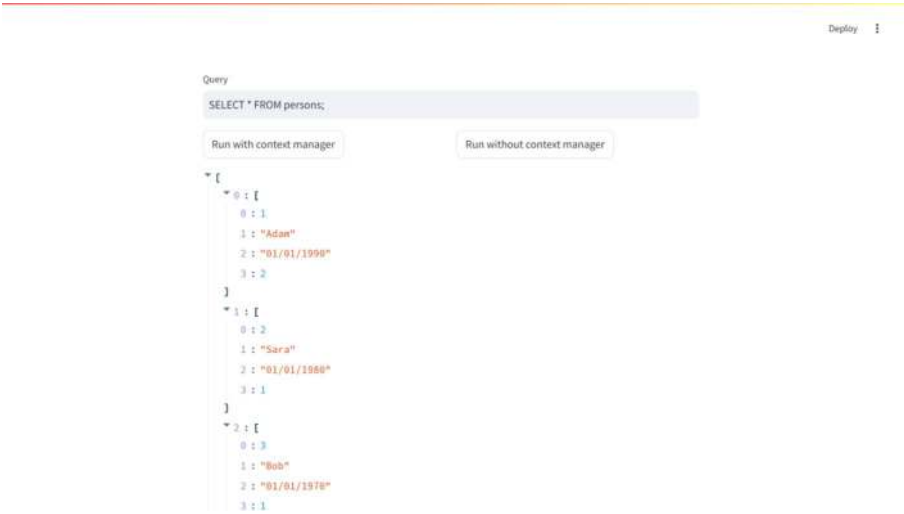 Deploy
Query
SELECT * FROM persons;
Run with context manager Run without context manager
[
0 : [
0 : 1
1 : "Adam"
2 : "01/01/1990"
3 : 2
]
1 : [
0 : 2
1 : "Sara"
2 : "01/01/1980"
3 : 1
]
2 : [
0 : 3
1 : "Bob"
2 : "01/01/1970"
3 : 1